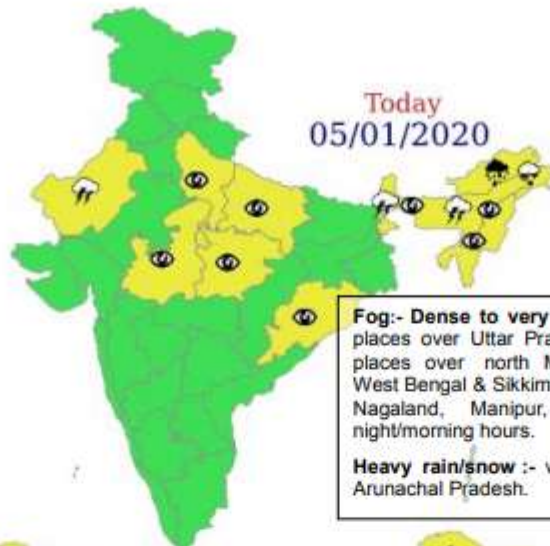 Today
05/01/2020
Fog:- Dense to very
places over Uttar Pra
places over north M
West Bengal & Sikkim
Nagaland, Manipur,
night/morning hours.
Heavy rain/snow :- v
Arunachal Pradesh.